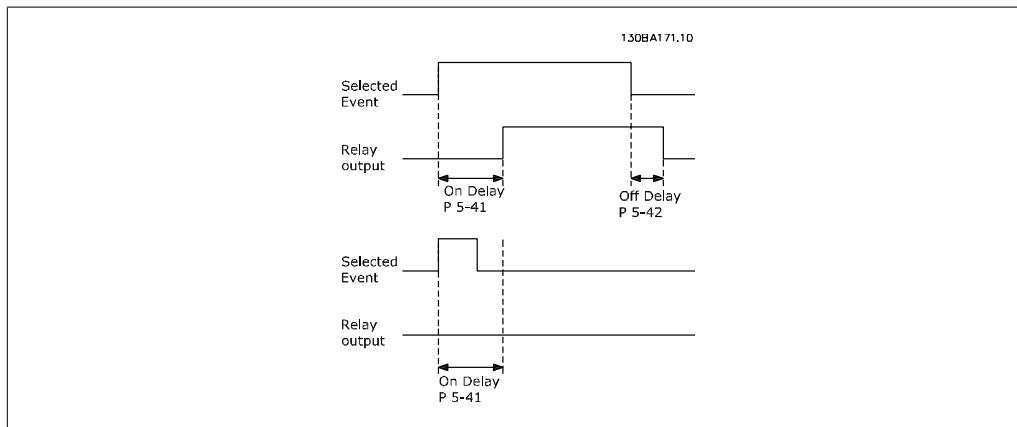 130BA171.10
Selected
Event
Relay
output
On Delay
P 5-41
Off Delay
P 5-42
Selected
Event
Relay
output
On Delay
P 5-41